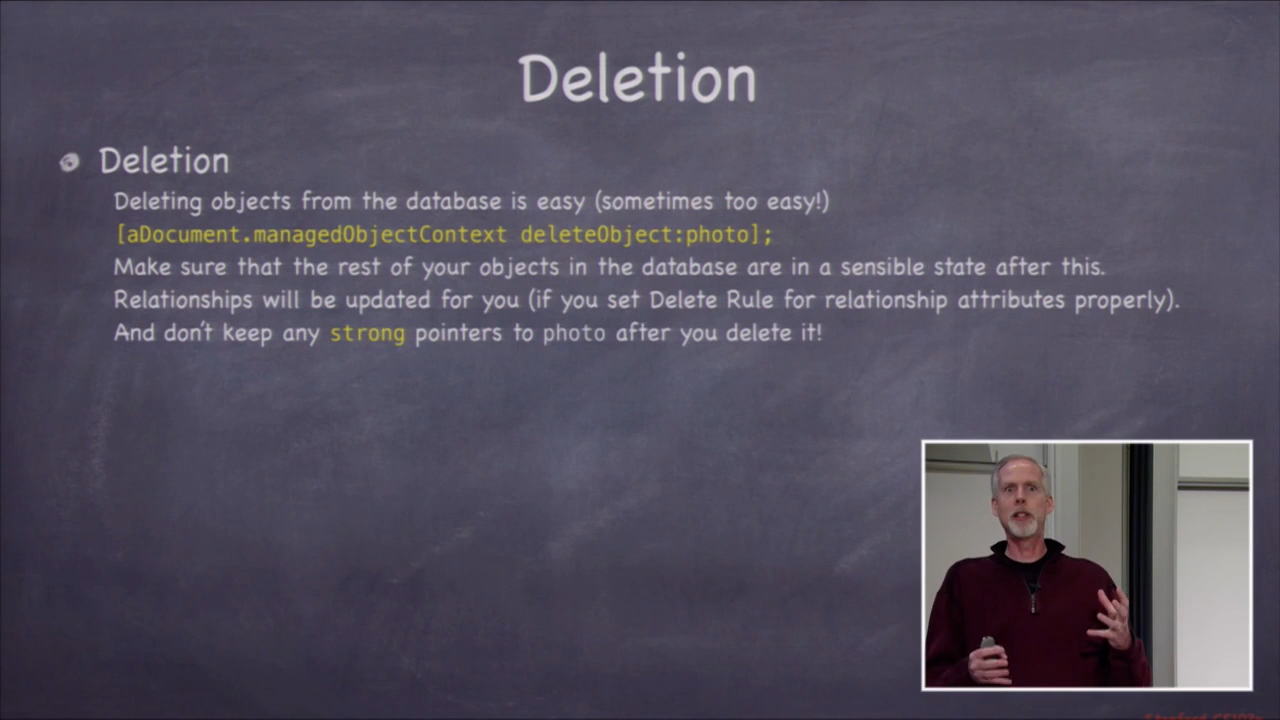 Deletion
Deletion
Deleting objects from the database is easy (sometimes too easy!)
[aDocument.managedObjectContext deleteObject:photo];
Make sure that the rest of your objects in the database are in a sensible state after this.
Relationships will be updated for you (if you set Delete Rule for relationship attributes properly).
And don't keep any strong pointers to photo after you delete it!